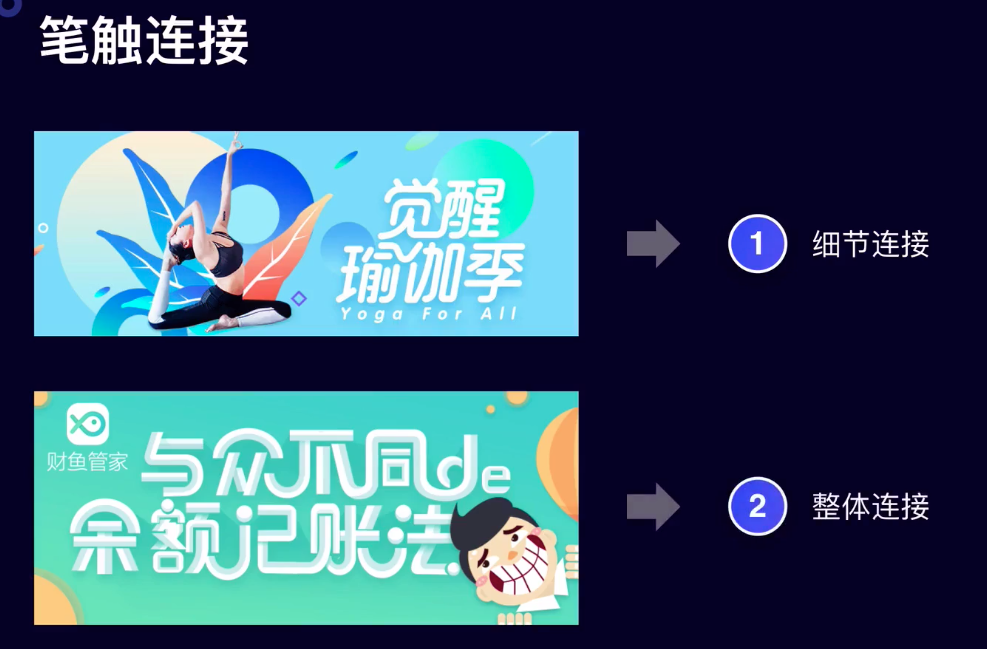 笔触连接
觉醒
瑜伽季
Yoga For All
1
细节连接
财鱼管家
与众不同de
余额记账法
2
整体连接